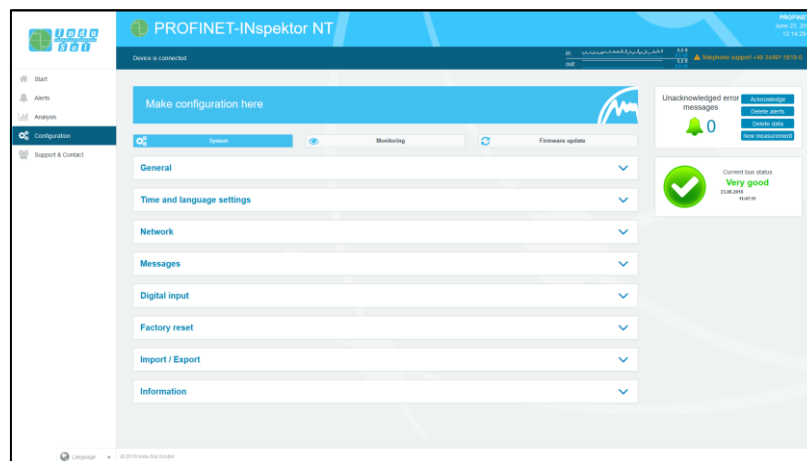 indu
Sol
PROFINET-INspektor NT
PROFINET
June 23, 20
12:14:20
Device is connected
in:
out:
Telephone support +49 34491 5818-0
Start
Alerts
Analysis
Configuration
Support & Contact
Make configuration here
System
Monitoring
Firmware update
General
Time and language settings
Network
Messages
Digital input
Factory reset
Import / Export
Information
Unacknowledged error
messages
0
Acknowledge
Delete alerts
Delete data
New measurement
Current bus status
Very good
23.06.2016
Language
© 2016 Indu-Sol GmbH